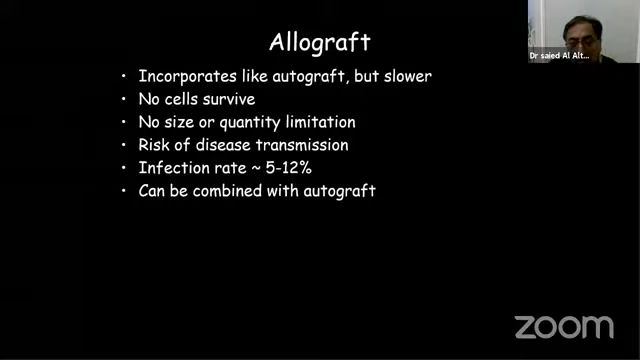 Allograft
Dr saied Al Alt...
• Incorporates like autograft, but slower
• No cells survive
• No size or quantity limitation
• Risk of disease transmission
• Infection rate ~ 5-12%
• Can be combined with autograft
zoom